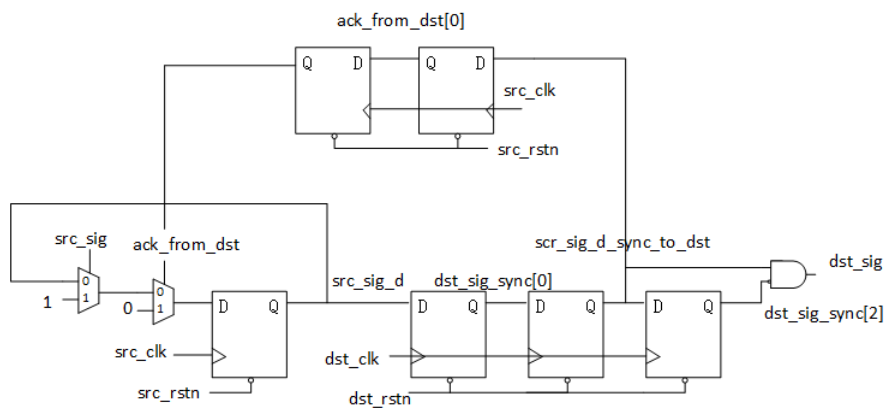 ack_from_dst[0]
Q D Q D
src_clk
src_rstn
src_sig
ack_from_dst
scr_sig_d_sync_to_dst
dst_sig
src_sig_d
dst_sig_sync[0]
0
1
1
0
0
1
D Q
D
D
D Q
dst_sig_sync[2]
src_clk
dst_clk
src_rstn
dst_rstn